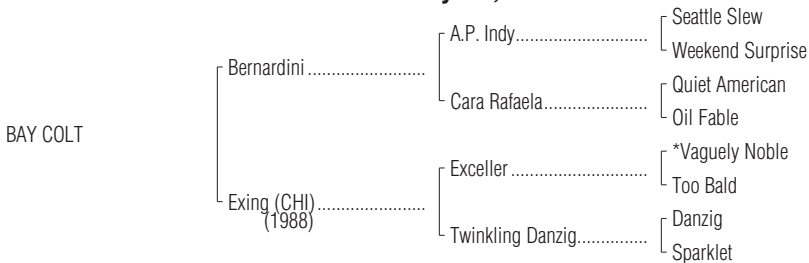 Seattle Slew
A.P. Indy..............................
Weekend Surprise
Bernardini..........................
Quiet American
Cara Rafaela.......................
Oil Fable
BAY COLT
*Vaguely Noble
Exceller..............................
Too Bald
Exing (CHI)........................
(1988)
Danzig
Twinkling Danzig................
Sparklet